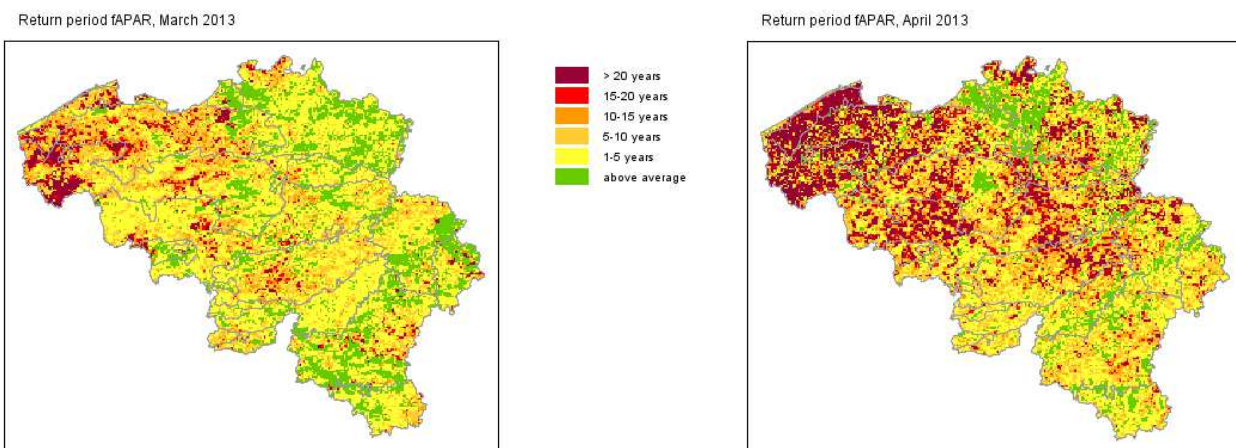 Return period fAPAR, March 2013
> 20 years
15-20 years
10-15 years
5-10 years
1-5 years
above average
Return period fAPAR, April 2013